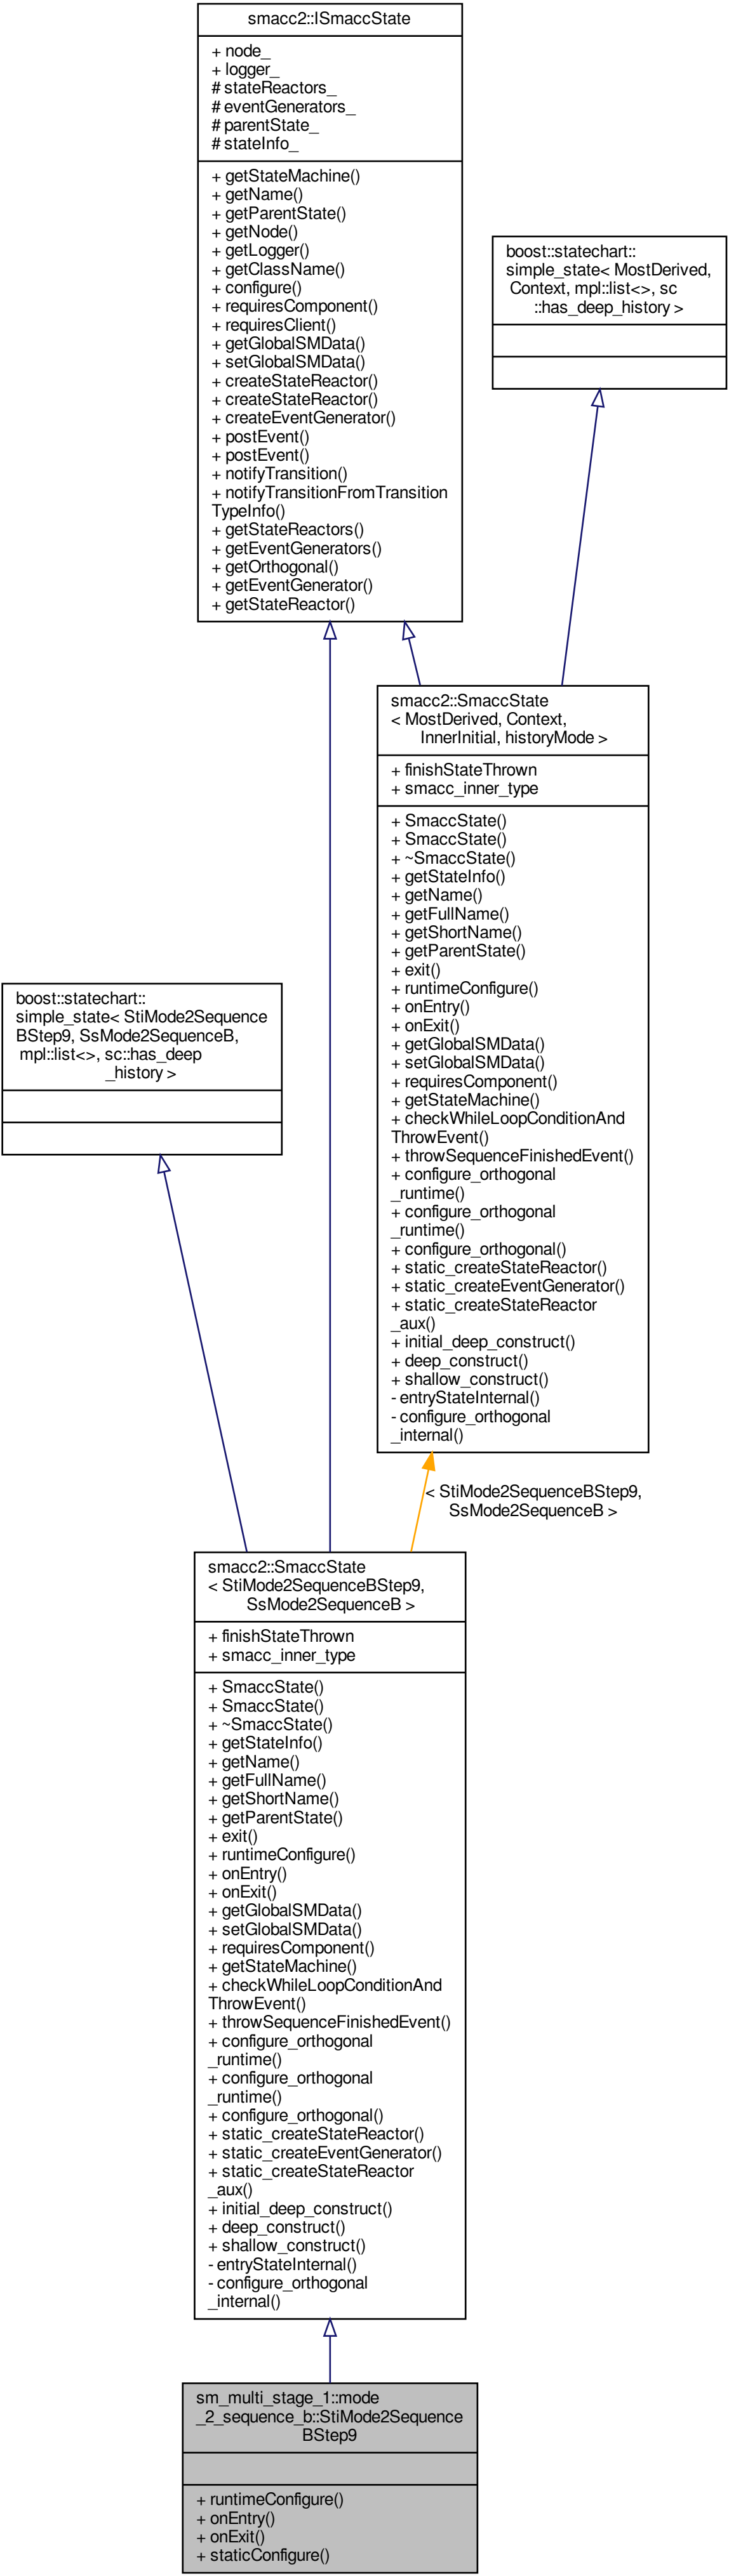 smacc2::ISmaccState
+ node_
+ logger_
# stateReactors_
# eventGenerators_
# parentState_
# stateInfo_
+ getStateMachine()
+ getName()
+ getParentState()
+ getNode()
+ getLogger()
+ getClassName()
+ configure()
+ requiresComponent()
+ requiresClient()
+ getGlobalSMData()
+ setGlobalSMData()
+ createStateReactor()
+ createStateReactor()
+ createEventGenerator()
+ postEvent()
+ postEvent()
+ notifyTransition()
+ notifyTransitionFromTransition
TypeInfo()
+ getStateReactors()
+ getEventGenerators()
+ getOrthogonal()
+ getEventGenerator()
+ getStateReactor()
boost::statechart::
simple_state< MostDerived,
Context, mpl::list<>, sc
::has_deep_history >
smacc2::SmaccState
< MostDerived, Context,
InnerInitial, historyMode >
+ finishStateThrown
+ smacc_inner_type
+ SmaccState()
+ SmaccState()
+ ~SmaccState()
+ getStateInfo()
+ getName()
+ getFullName()
+ getShortName()
+ getParentState()
+ exit()
+ runtimeConfigure()
+ onEntry()
+ onExit()
+ getGlobalSMData()
+ setGlobalSMData()
+ requiresComponent()
+ getStateMachine()
+ checkWhileLoopConditionAnd
ThrowEvent()
+ throwSequenceFinishedEvent()
+ configure_orthogonal
_runtime()
+ configure_orthogonal
_runtime()
+ configure_orthogonal()
+ static_createStateReactor()
+ static_createEventGenerator()
+ static_createStateReactor
_aux()
+ initial_deep_construct()
+ deep_construct()
+ shallow_construct()
- entryStateInternal()
- configure_orthogonal
_internal()
boost::statechart::
simple_state< StiMode2Sequence
BStep9, SsMode2SequenceB,
mpl::list<>, sc::has_deep
_history >
< StiMode2SequenceBStep9,
SsMode2SequenceB >
smacc2::SmaccState
< StiMode2SequenceBStep9,
SsMode2SequenceB >
+ finishStateThrown
+ smacc_inner_type
+ SmaccState()
+ SmaccState()
+ ~SmaccState()
+ getStateInfo()
+ getName()
+ getFullName()
+ getShortName()
+ getParentState()
+ exit()
+ runtimeConfigure()
+ onEntry()
+ onExit()
+ getGlobalSMData()
+ setGlobalSMData()
+ requiresComponent()
+ getStateMachine()
+ checkWhileLoopConditionAnd
ThrowEvent()
+ throwSequenceFinishedEvent()
+ configure_orthogonal
_runtime()
+ configure_orthogonal
_runtime()
+ configure_orthogonal()
+ static_createStateReactor()
+ static_createEventGenerator()
+ static_createStateReactor
_aux()
+ initial_deep_construct()
+ deep_construct()
+ shallow_construct()
- entryStateInternal()
- configure_orthogonal
_internal()
sm_multi_stage_1::mode
_2_sequence_b::StiMode2Sequence
BStep9
+ runtimeConfigure()
+ onEntry()
+ onExit()
+ staticConfigure()